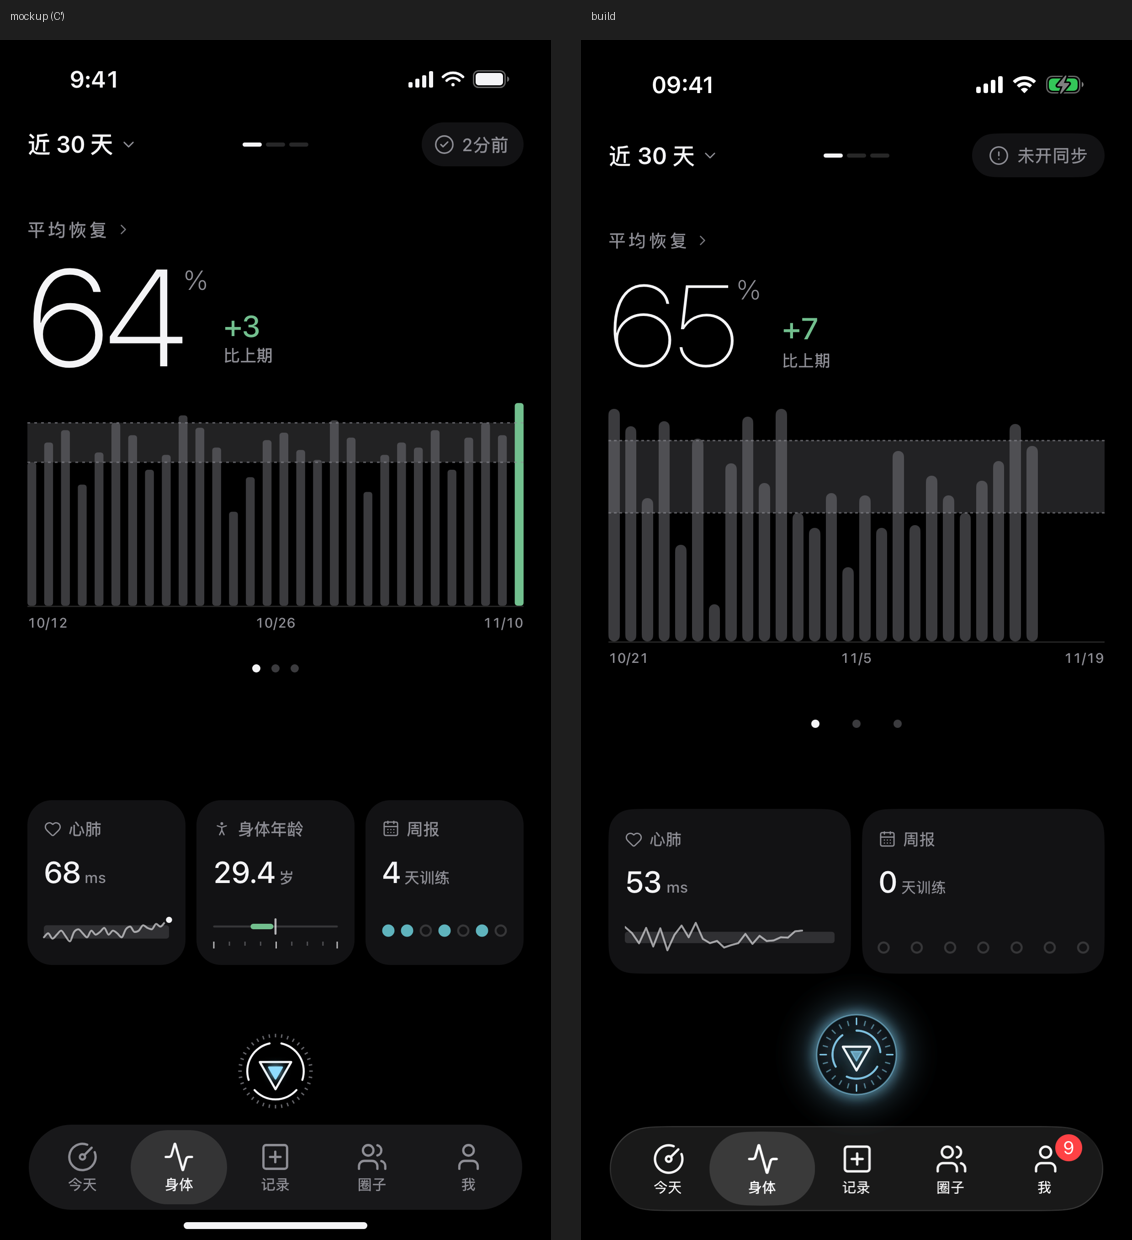 mockup (C')
9:41
近 30 天
2分前
平均恢复
64%
+3
比上期
10/12 10/26 11/10
心肺
68 ms
身体年龄
29.4 岁
周报
4 天训练
今天 身体 记录 圈子 我
build
09:41
近 30 天
未开同步
平均恢复
65%
+7
比上期
10/21 11/5 11/19
心肺
53 ms
周报
0 天训练
9
今天 身体 记录 圈子 我